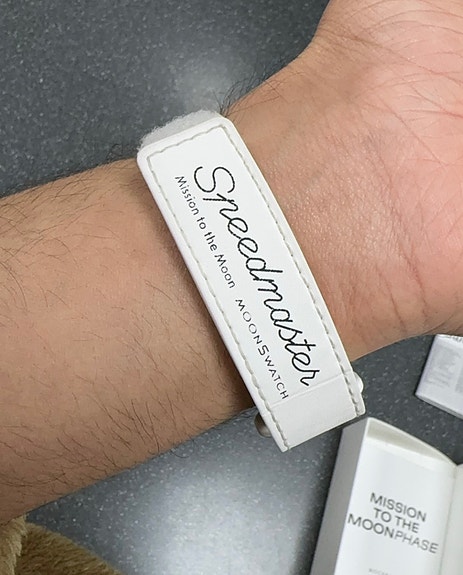 Speedmaster
Mission to the Moon MOONSWATCH
MISSION
TO THE
MOONPHASE